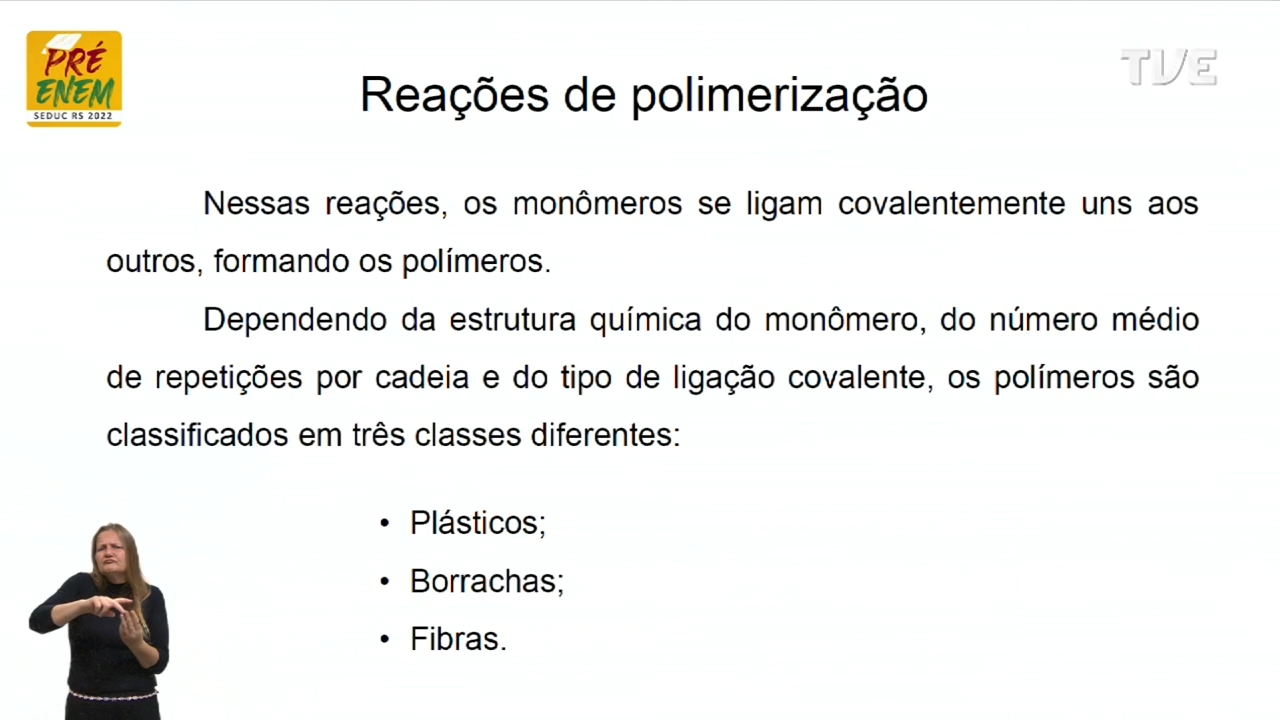 PRÉ
ENEM
SEDUC RS 2022
TVE
Reações de polimerização
Nessas reações, os monômeros se ligam covalentemente uns aos
outros, formando os polímeros.
Dependendo da estrutura química do monômero, do número médio
de repetições por cadeia e do tipo de ligação covalente, os polímeros são
classificados em três classes diferentes:
• Plásticos;
• Borrachas;
• Fibras.